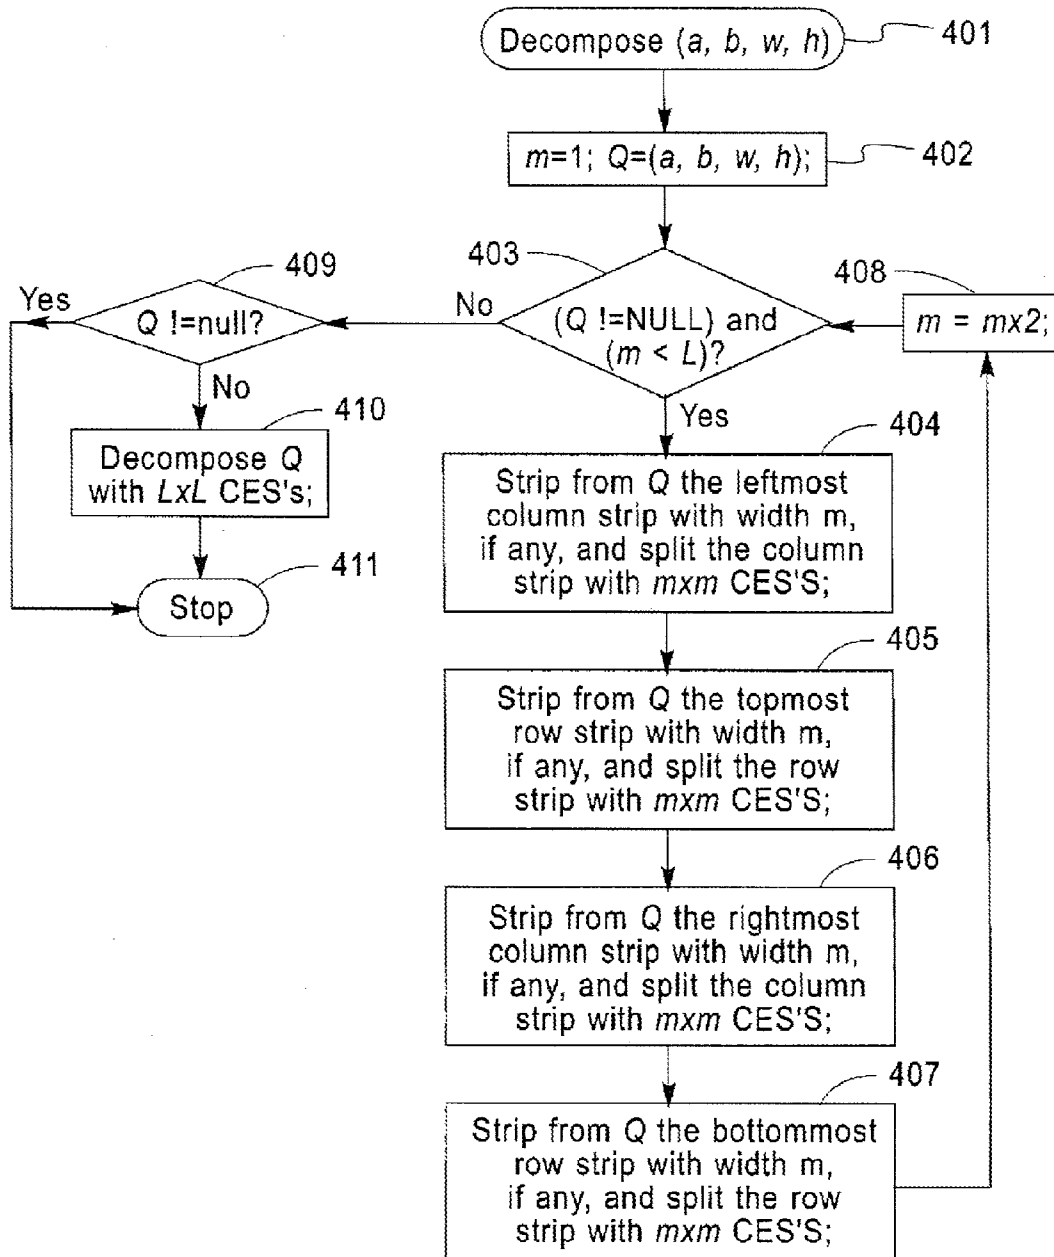 Decompose (a, b, w, h)
401
m=1; Q=(a, b, w, h);
402
403
(Q !=NULL) and
(m < L)?
No
Yes
408
m = mx2;
409
Q !=null?
Yes
No
410
Decompose Q
with LxL CES's;
411
Stop
404
Strip from Q the leftmost
column strip with width m,
if any, and split the column
strip with mxm CES'S;
405
Strip from Q the topmost
row strip with width m,
if any, and split the row
strip with mxm CES'S;
406
Strip from Q the rightmost
column strip with width m,
if any, and split the column
strip with mxm CES'S;
407
Strip from Q the bottommost
row strip with width m,
if any, and split the row
strip with mxm CES'S;